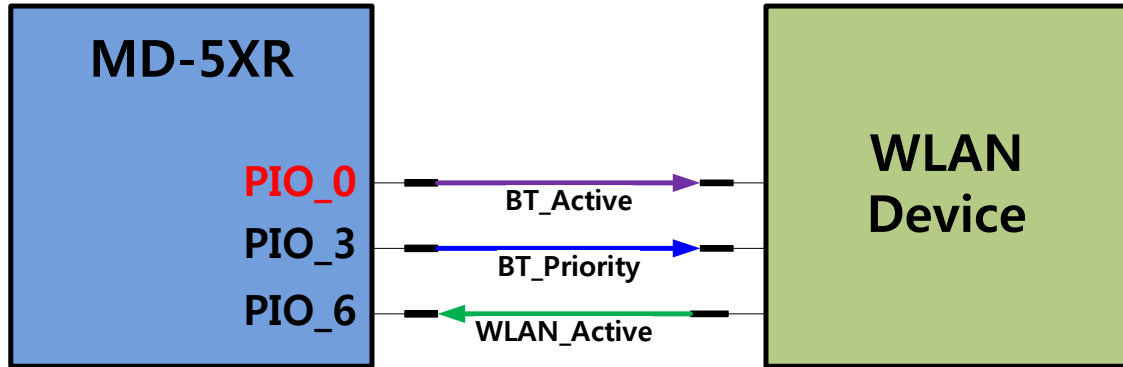 MD-5XR
PIO_0
PIO_3
PIO_6
BT_Active
BT_Priority
WLAN_Active
WLAN
Device